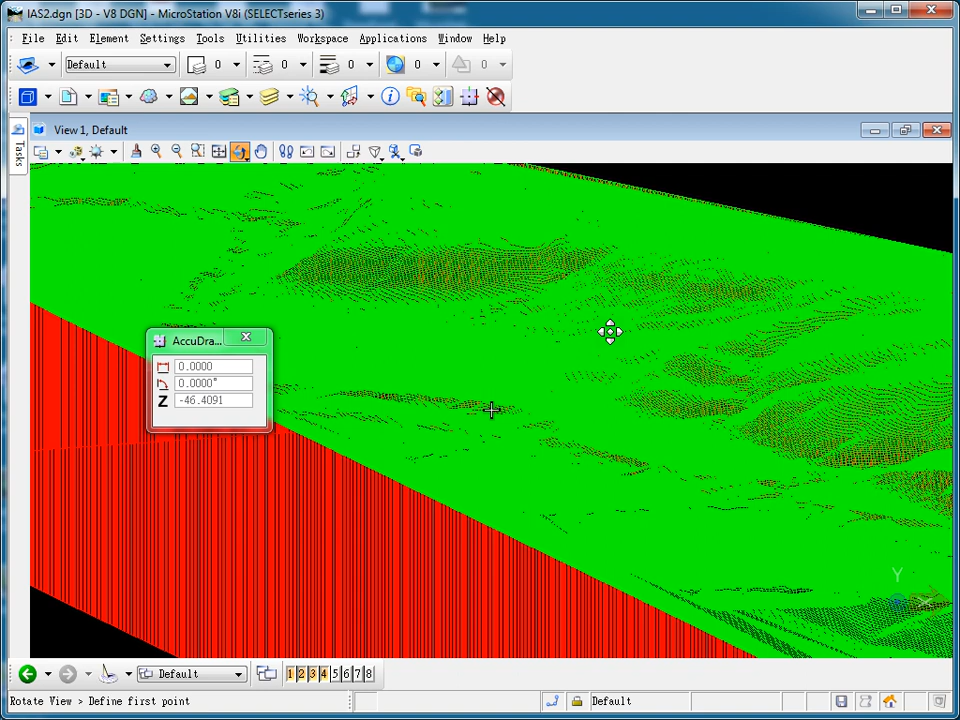 IAS2.dgn [3D - V8 DGN] - MicroStation V8i (SELECTseries 3)
File Edit Element Settings Tools Utilities Workspace Applications Window Help
Default 0 0 0 0 0
View 1, Default
Tasks
AccuDra...
0.0000
0.0000°
Z -46.4091
Y
Default 1 2 3 4 5 6 7 8
Rotate View > Define first point Default